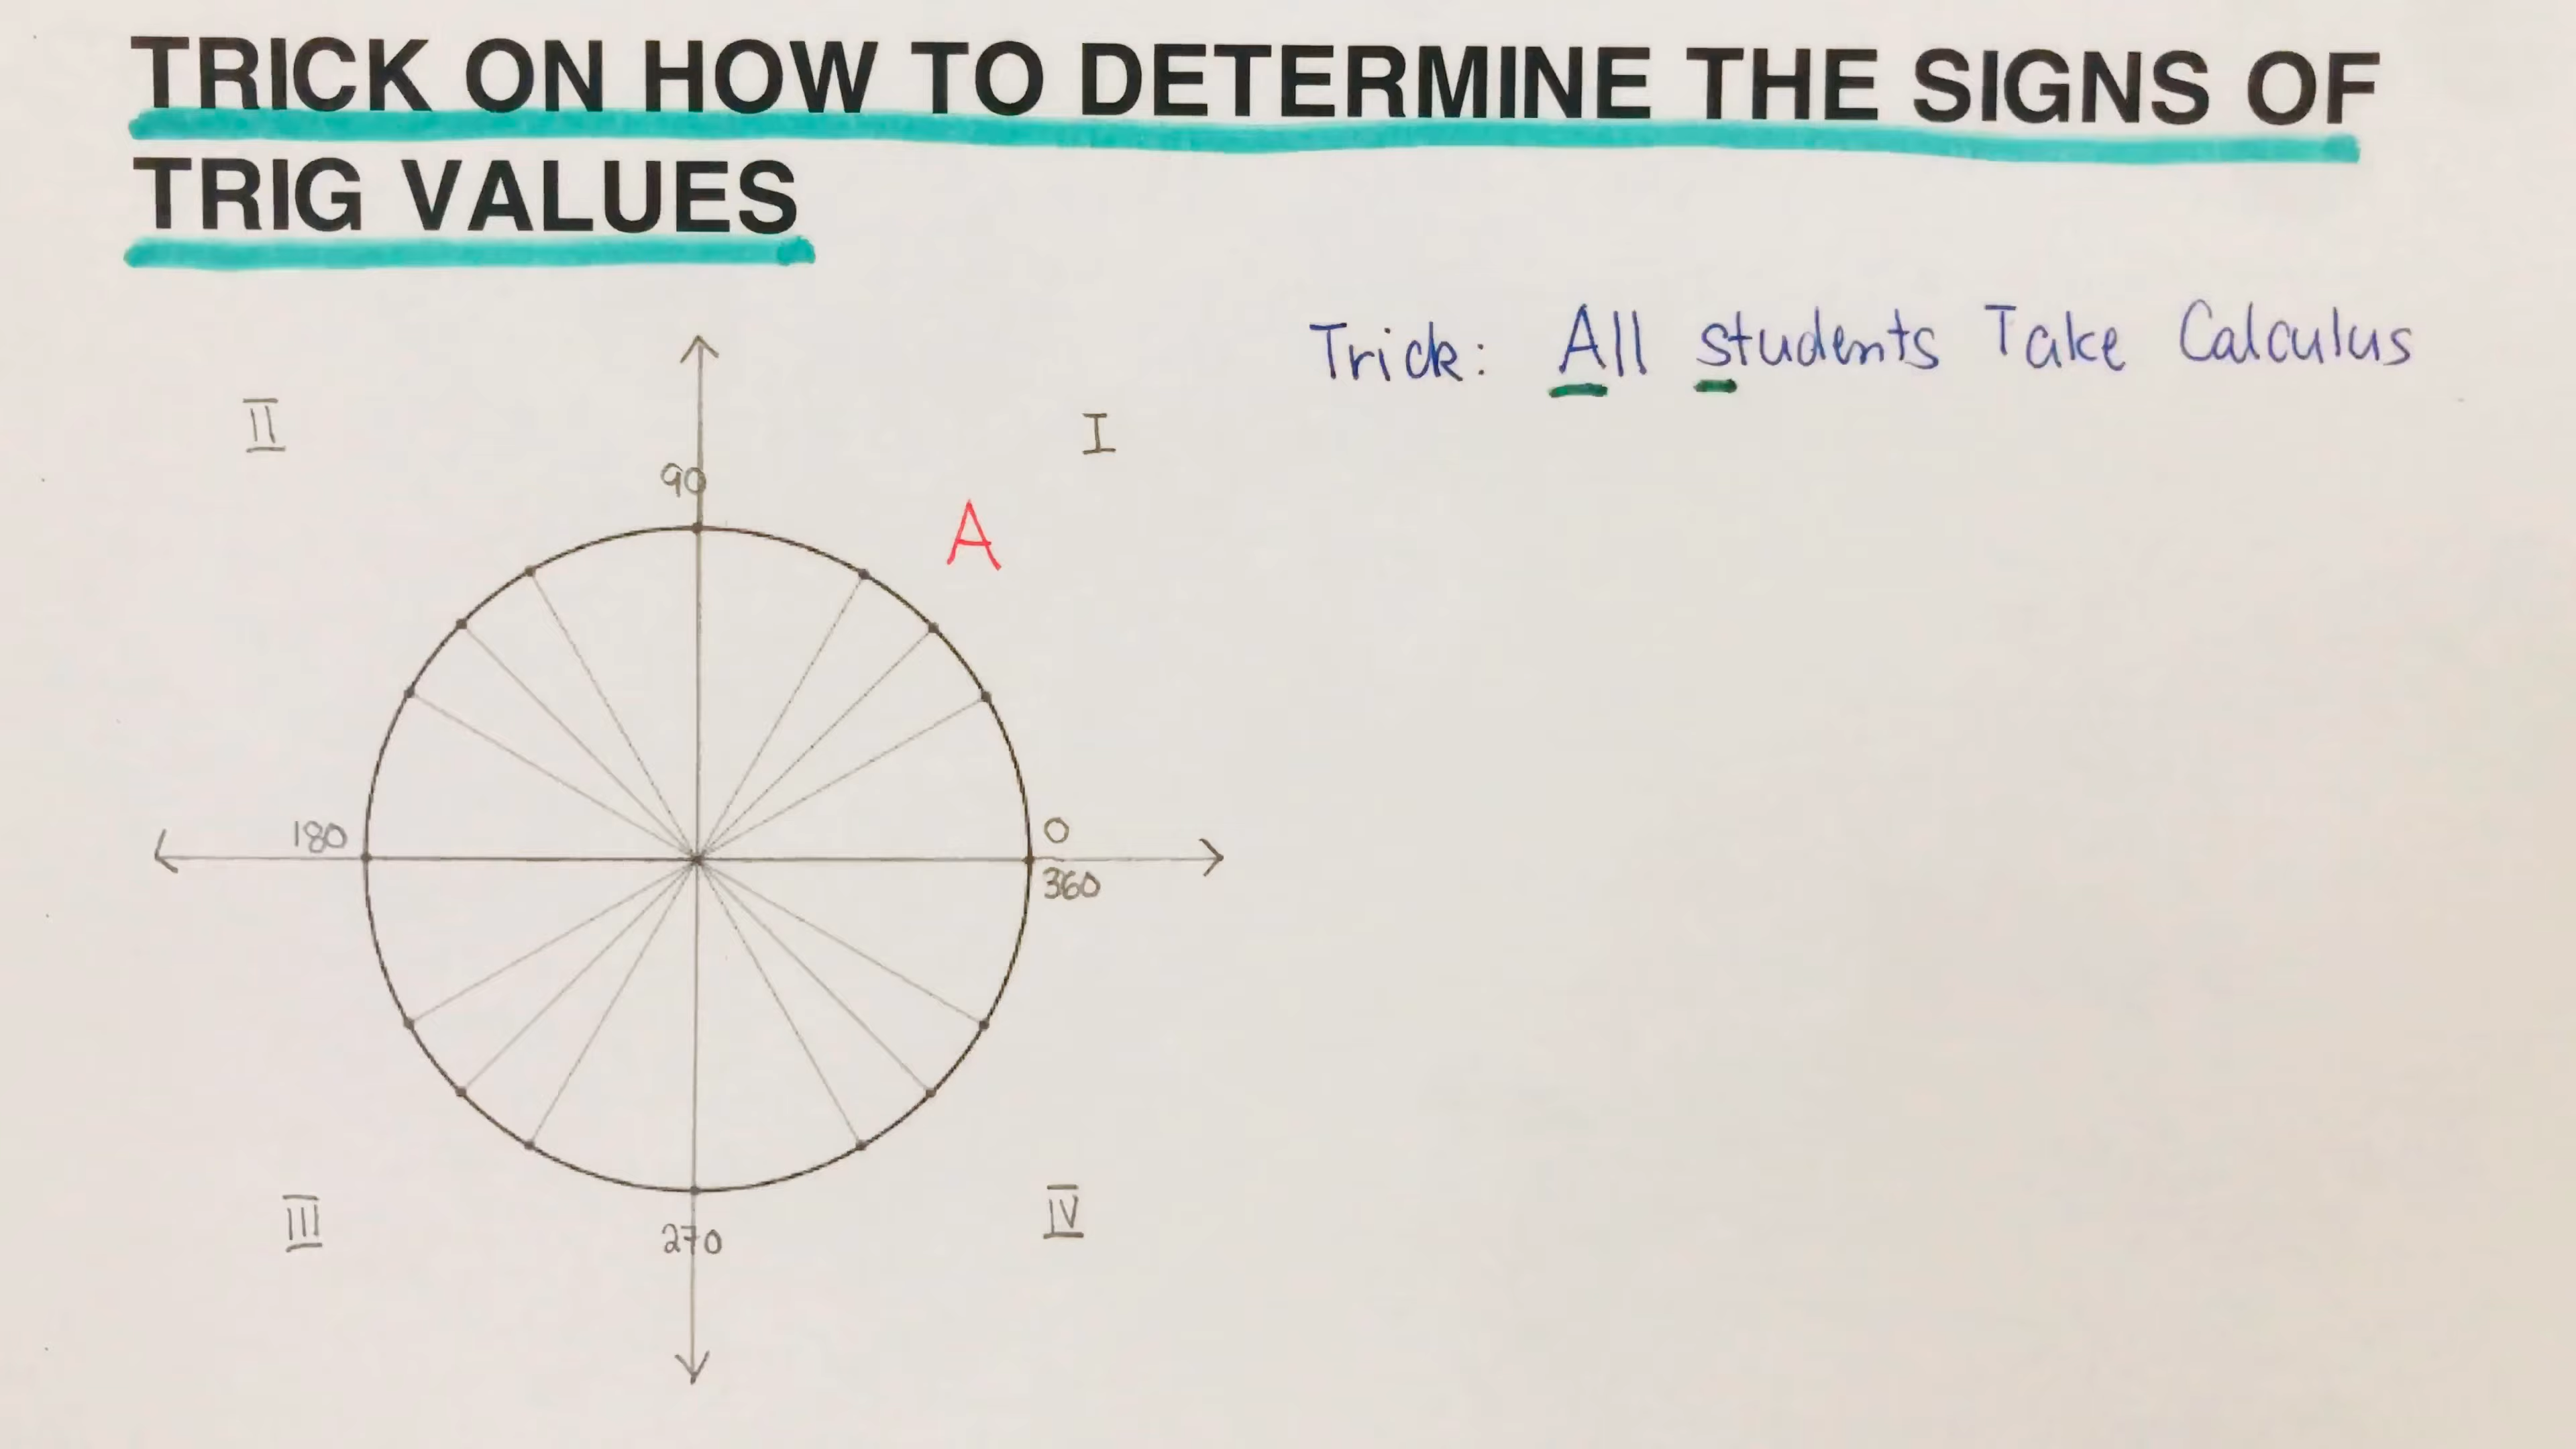 TRICK ON HOW TO DETERMINE THE SIGNS OF
TRIG VALUES
Trick: All students Take Calculus
II
I
90
A
180
0
360
III
IV
270